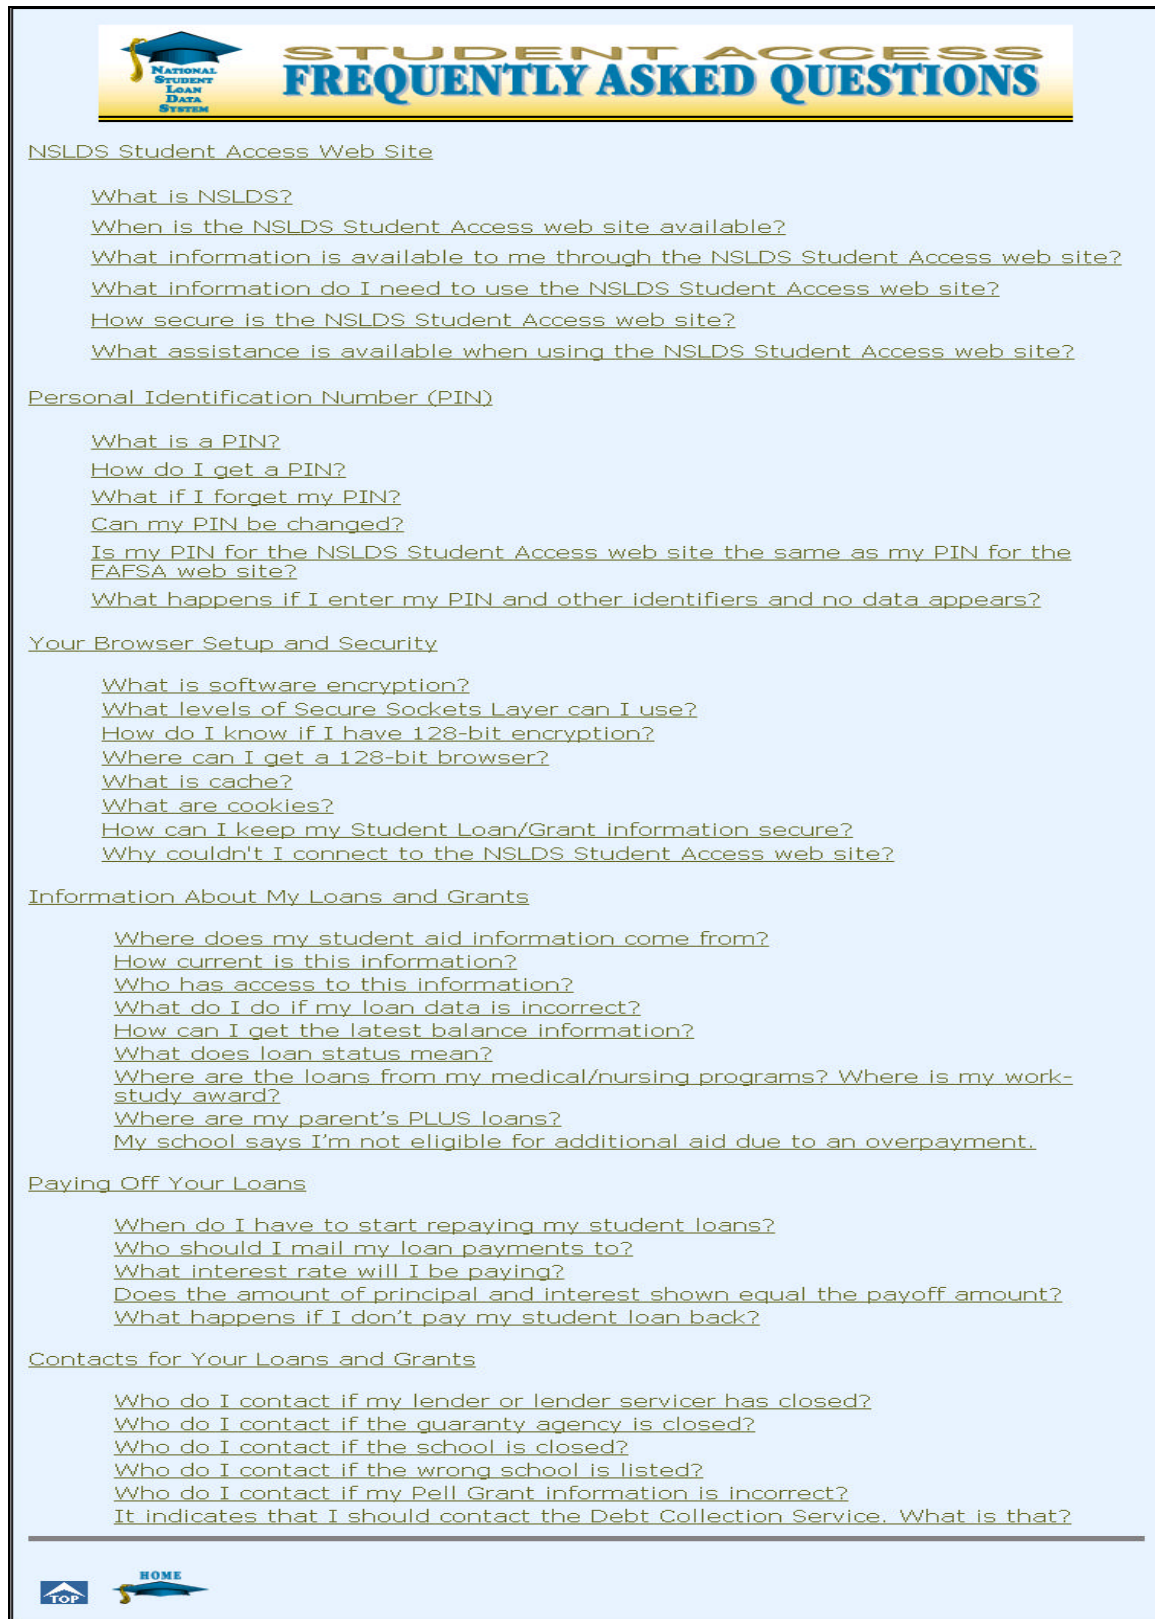 NATIONAL
STUDENT
LOAN
DATA
SYSTEM
STUDENT ACCESS
FREQUENTLY ASKED QUESTIONS
NSLDS Student Access Web Site
What is NSLDS?
When is the NSLDS Student Access web site available?
What information is available to me through the NSLDS Student Access web site?
What information do I need to use the NSLDS Student Access web site?
How secure is the NSLDS Student Access web site?
What assistance is available when using the NSLDS Student Access web site?
Personal Identification Number (PIN)
What is a PIN?
How do I get a PIN?
What if I forget my PIN?
Can my PIN be changed?
Is my PIN for the NSLDS Student Access web site the same as my PIN for the
FAFSA web site?
What happens if I enter my PIN and other identifiers and no data appears?
Your Browser Setup and Security
What is software encryption?
What levels of Secure Sockets Layer can I use?
How do I know if I have 128-bit encryption?
Where can I get a 128-bit browser?
What is cache?
What are cookies?
How can I keep my Student Loan/Grant information secure?
Why couldn't I connect to the NSLDS Student Access web site?
Information About My Loans and Grants
Where does my student aid information come from?
How current is this information?
Who has access to this information?
What do I do if my loan data is incorrect?
How can I get the latest balance information?
What does loan status mean?
Where are the loans from my medical/nursing programs? Where is my work-
study award?
Where are my parent’s PLUS loans?
My school says I’m not eligible for additional aid due to an overpayment.
Paying Off Your Loans
When do I have to start repaying my student loans?
Who should I mail my loan payments to?
What interest rate will I be paying?
Does the amount of principal and interest shown equal the payoff amount?
What happens if I don’t pay my student loan back?
Contacts for Your Loans and Grants
Who do I contact if my lender or lender servicer has closed?
Who do I contact if the guaranty agency is closed?
Who do I contact if the school is closed?
Who do I contact if the wrong school is listed?
Who do I contact if my Pell Grant information is incorrect?
It indicates that I should contact the Debt Collection Service. What is that?
TOP
HOME